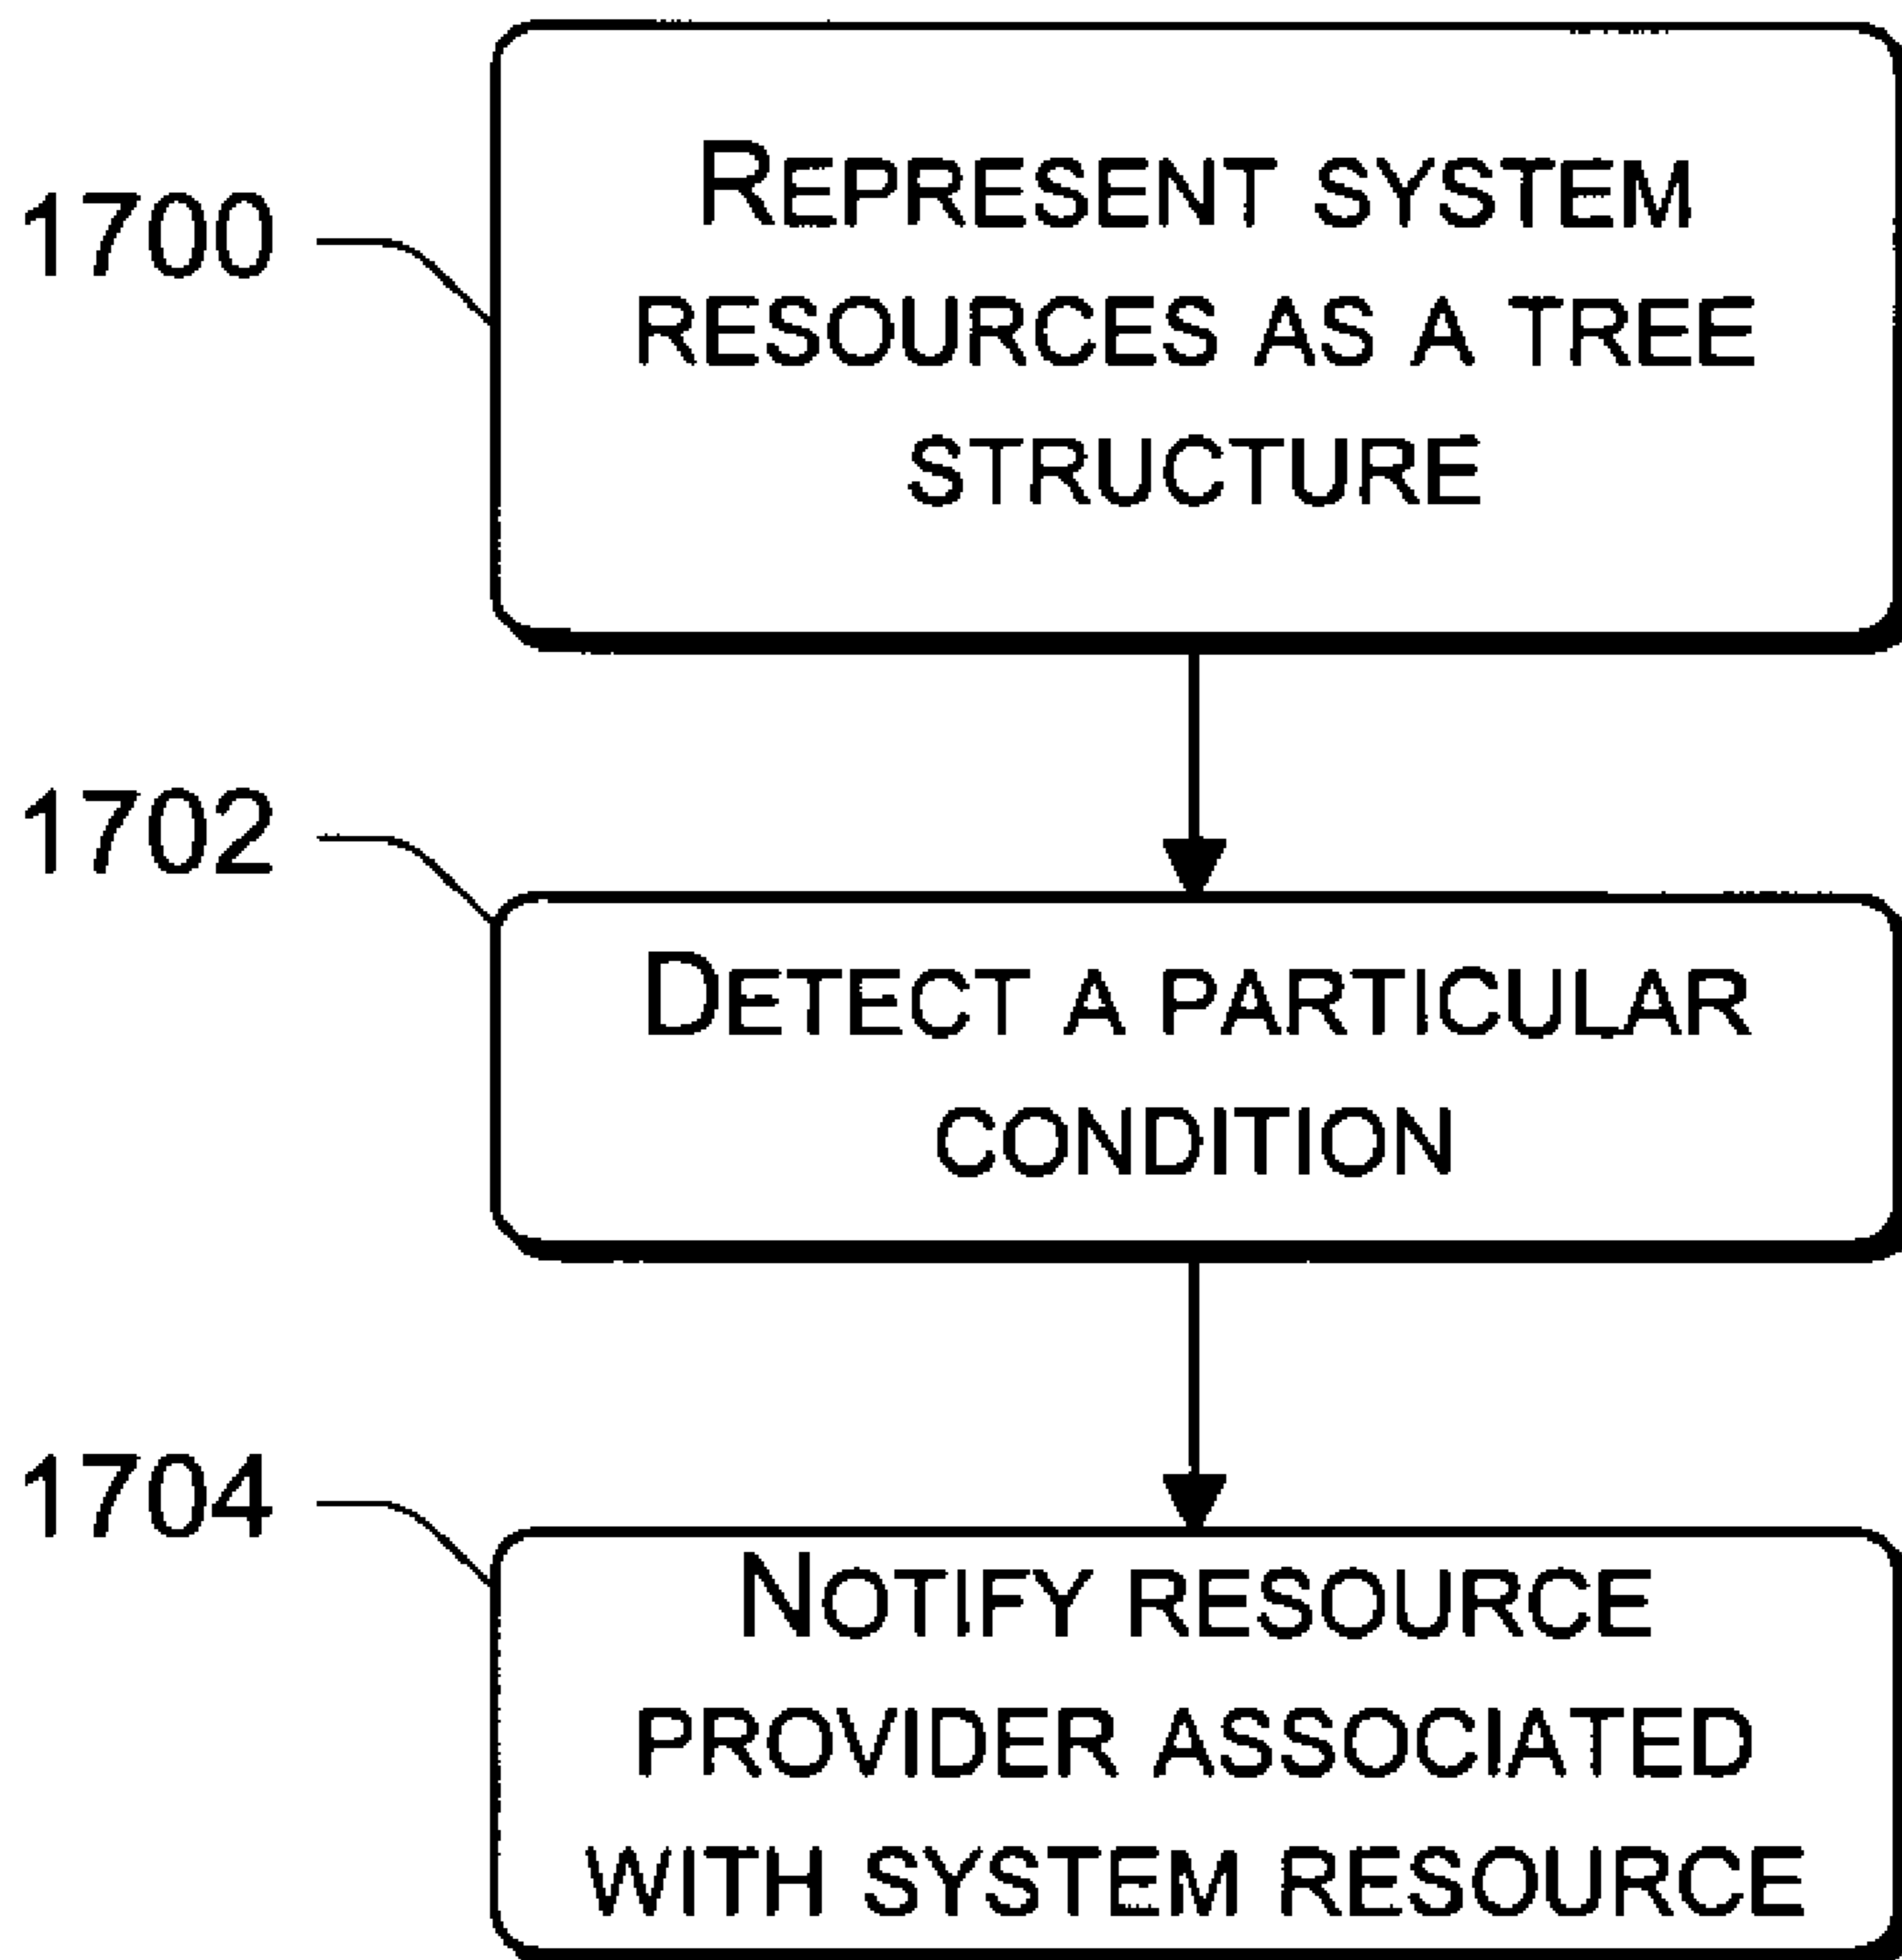 1700
REPRESENT SYSTEM
RESOURCES AS A TREE
STRUCTURE
1702
DETECT A PARTICULAR
CONDITION
1704
NOTIFY RESOURCE
PROVIDER ASSOCIATED
WITH SYSTEM RESOURCE